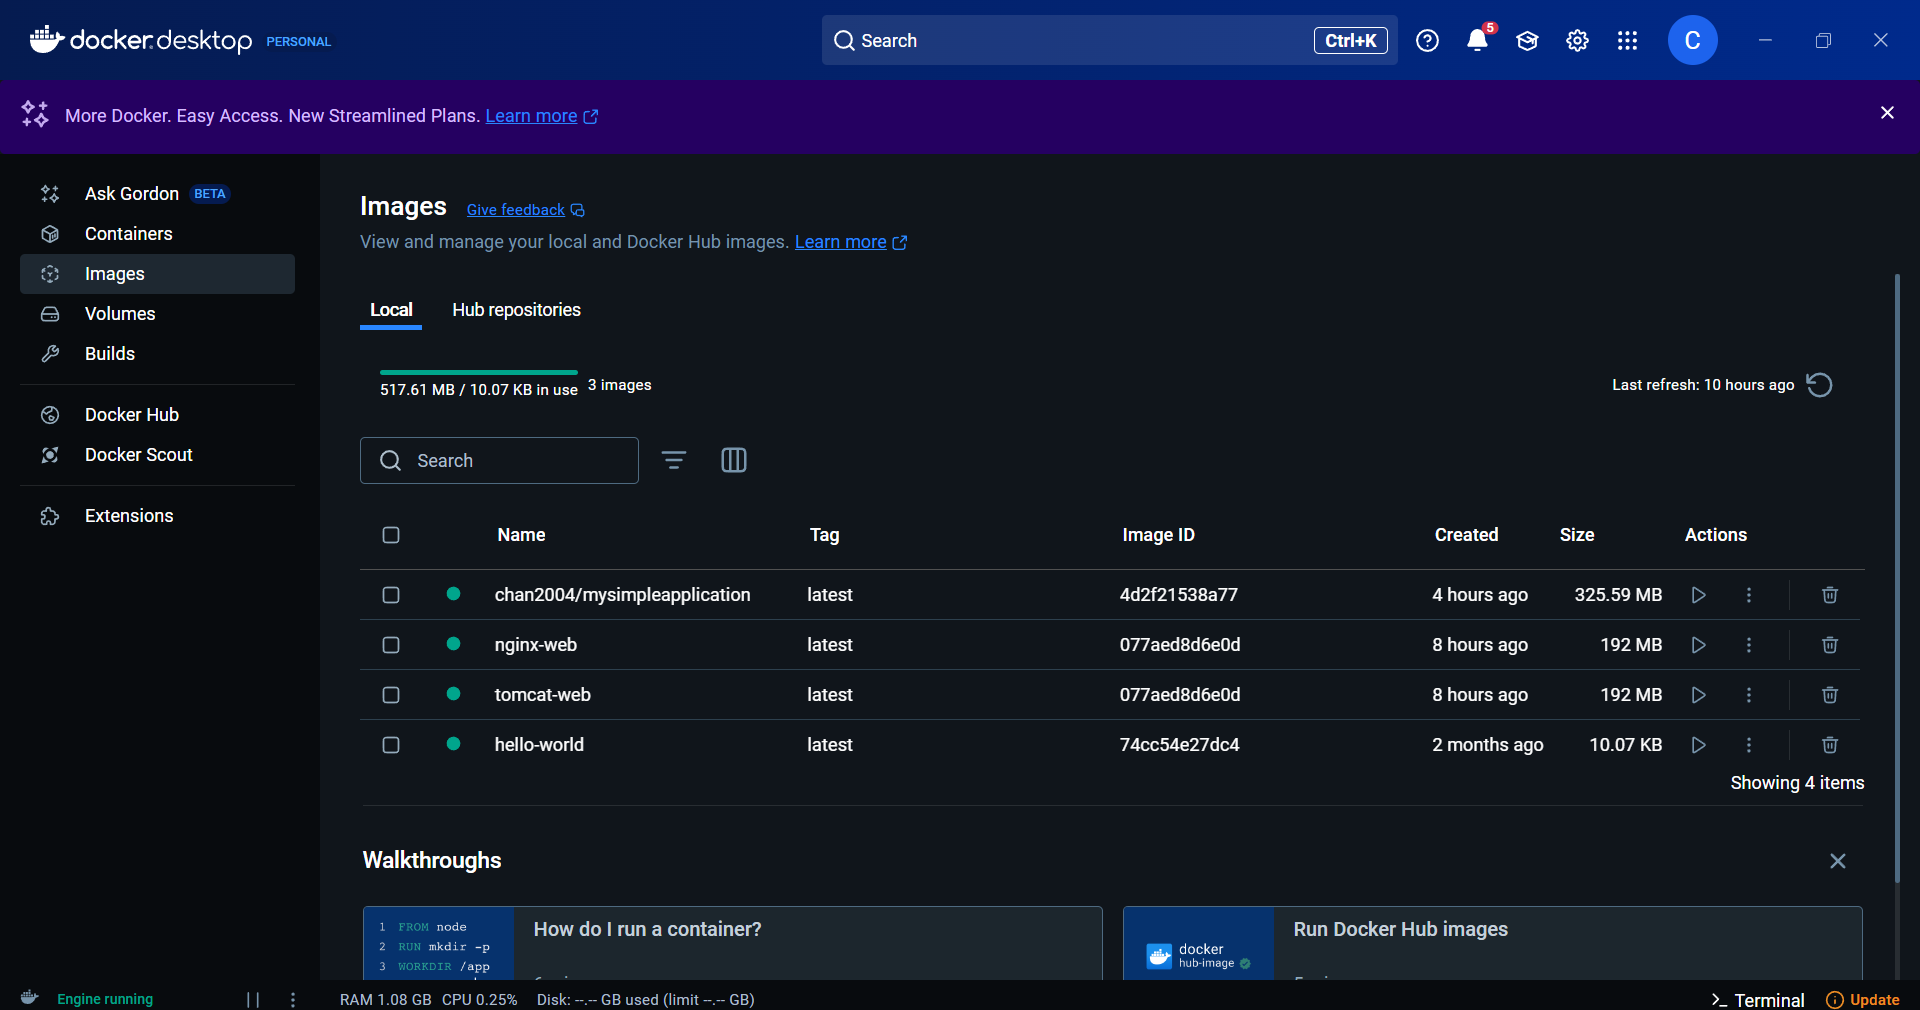 docker.desktop PERSONAL
Search Ctrl+K
5
C
More Docker. Easy Access. New Streamlined Plans. Learn more
Ask Gordon BETA
Containers
Images
Volumes
Builds
Docker Hub
Docker Scout
Extensions
Images Give feedback
View and manage your local and Docker Hub images. Learn more
Local Hub repositories
517.61 MB / 10.07 KB in use 3 images
Last refresh: 10 hours ago
Search
Name Tag Image ID Created Size Actions
chan2004/mysimpleapplication latest 4d2f21538a77 4 hours ago 325.59 MB
nginx-web latest 077aed8d6e0d 8 hours ago 192 MB
tomcat-web latest 077aed8d6e0d 8 hours ago 192 MB
hello-world latest 74cc54e27dc4 2 months ago 10.07 KB
Showing 4 items
Walkthroughs
1 FROM node
2 RUN mkdir -p
3 WORKDIR /app
How do I run a container?
docker
hub-image
Run Docker Hub images
Engine running
RAM 1.08 GB CPU 0.25% Disk: --.-- GB used (limit --.-- GB)
>_ Terminal
Update